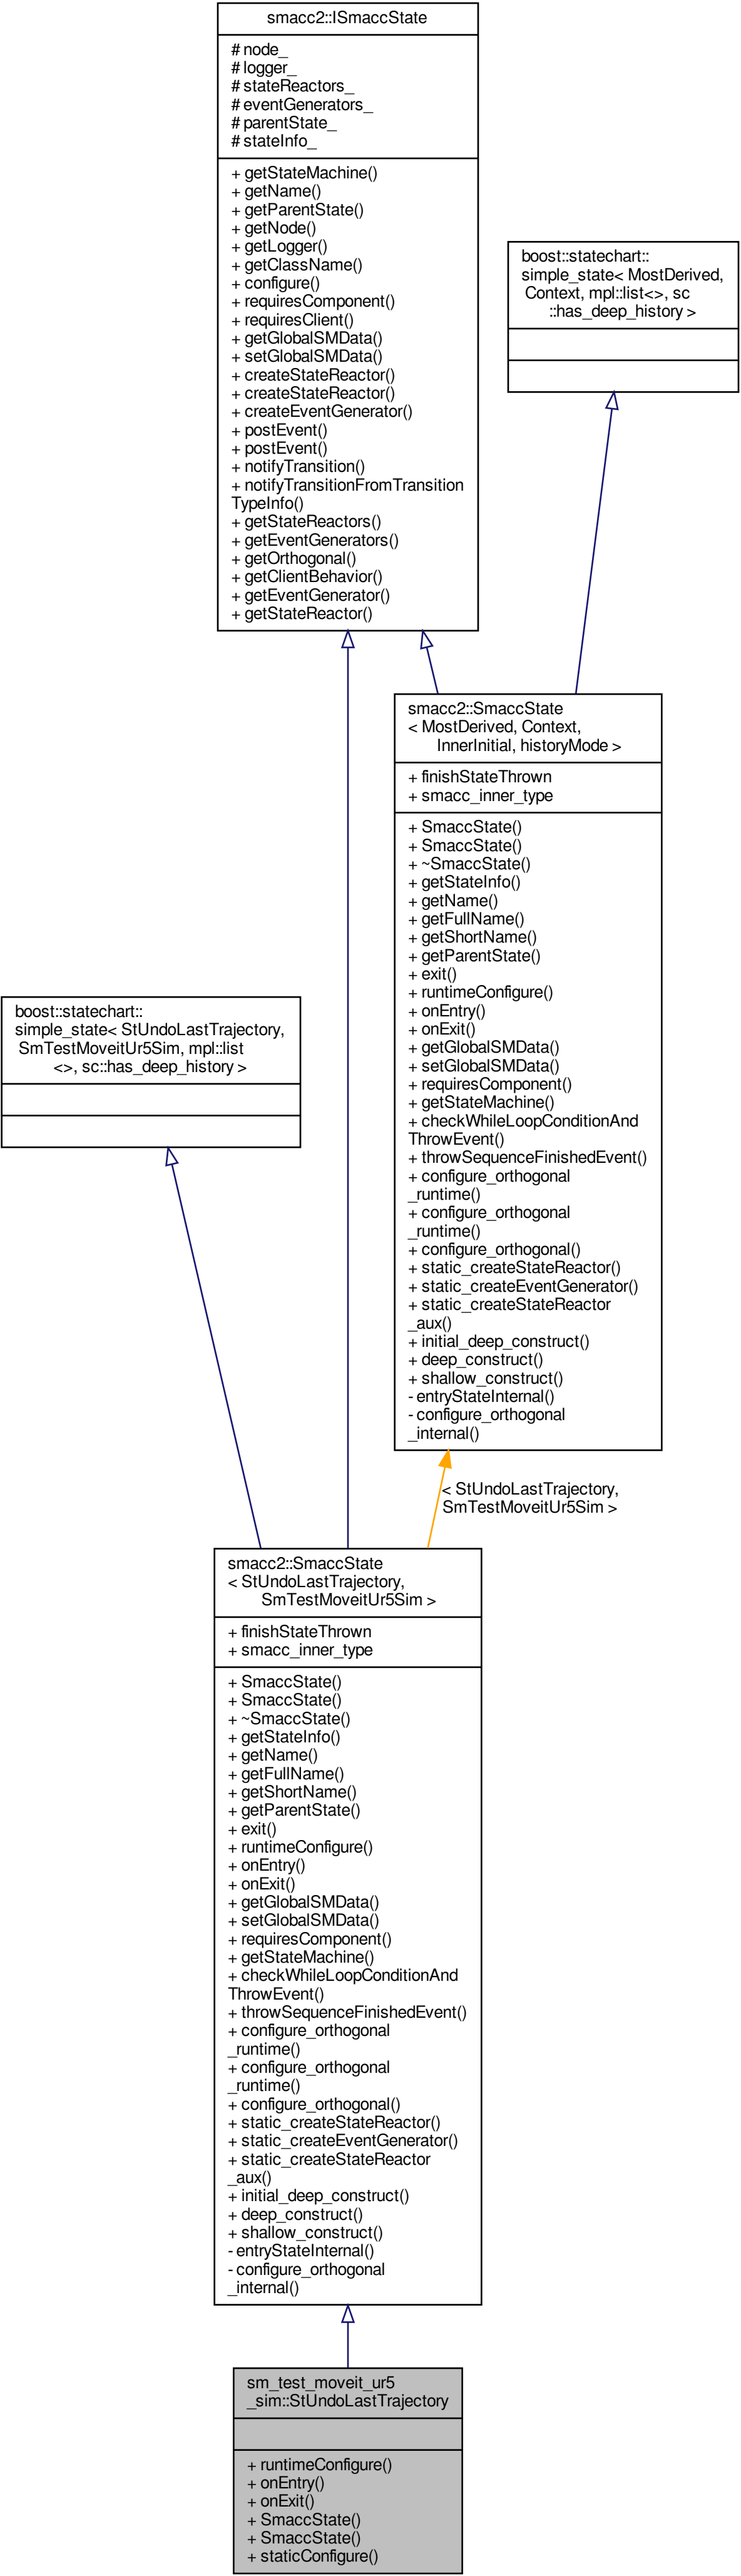 smacc2::ISmaccState
# node_
# logger_
# stateReactors_
# eventGenerators_
# parentState_
# stateInfo_
+ getStateMachine()
+ getName()
+ getParentState()
+ getNode()
+ getLogger()
+ getClassName()
+ configure()
+ requiresComponent()
+ requiresClient()
+ getGlobalSMData()
+ setGlobalSMData()
+ createStateReactor()
+ createStateReactor()
+ createEventGenerator()
+ postEvent()
+ postEvent()
+ notifyTransition()
+ notifyTransitionFromTransition
TypeInfo()
+ getStateReactors()
+ getEventGenerators()
+ getOrthogonal()
+ getClientBehavior()
+ getEventGenerator()
+ getStateReactor()
boost::statechart::
simple_state< MostDerived,
Context, mpl::list<>, sc
::has_deep_history >
smacc2::SmaccState
< MostDerived, Context,
InnerInitial, historyMode >
+ finishStateThrown
+ smacc_inner_type
+ SmaccState()
+ SmaccState()
+ ~SmaccState()
+ getStateInfo()
+ getName()
+ getFullName()
+ getShortName()
+ getParentState()
+ exit()
+ runtimeConfigure()
+ onEntry()
+ onExit()
+ getGlobalSMData()
+ setGlobalSMData()
+ requiresComponent()
+ getStateMachine()
+ checkWhileLoopConditionAnd
ThrowEvent()
+ throwSequenceFinishedEvent()
+ configure_orthogonal
_runtime()
+ configure_orthogonal
_runtime()
+ configure_orthogonal()
+ static_createStateReactor()
+ static_createEventGenerator()
+ static_createStateReactor
_aux()
+ initial_deep_construct()
+ deep_construct()
+ shallow_construct()
- entryStateInternal()
- configure_orthogonal
_internal()
boost::statechart::
simple_state< StUndoLastTrajectory,
SmTestMoveitUr5Sim, mpl::list
<>, sc::has_deep_history >
< StUndoLastTrajectory,
SmTestMoveitUr5Sim >
smacc2::SmaccState
< StUndoLastTrajectory,
SmTestMoveitUr5Sim >
+ finishStateThrown
+ smacc_inner_type
+ SmaccState()
+ SmaccState()
+ ~SmaccState()
+ getStateInfo()
+ getName()
+ getFullName()
+ getShortName()
+ getParentState()
+ exit()
+ runtimeConfigure()
+ onEntry()
+ onExit()
+ getGlobalSMData()
+ setGlobalSMData()
+ requiresComponent()
+ getStateMachine()
+ checkWhileLoopConditionAnd
ThrowEvent()
+ throwSequenceFinishedEvent()
+ configure_orthogonal
_runtime()
+ configure_orthogonal
_runtime()
+ configure_orthogonal()
+ static_createStateReactor()
+ static_createEventGenerator()
+ static_createStateReactor
_aux()
+ initial_deep_construct()
+ deep_construct()
+ shallow_construct()
- entryStateInternal()
- configure_orthogonal
_internal()
sm_test_moveit_ur5
_sim::StUndoLastTrajectory
+ runtimeConfigure()
+ onEntry()
+ onExit()
+ SmaccState()
+ SmaccState()
+ staticConfigure()